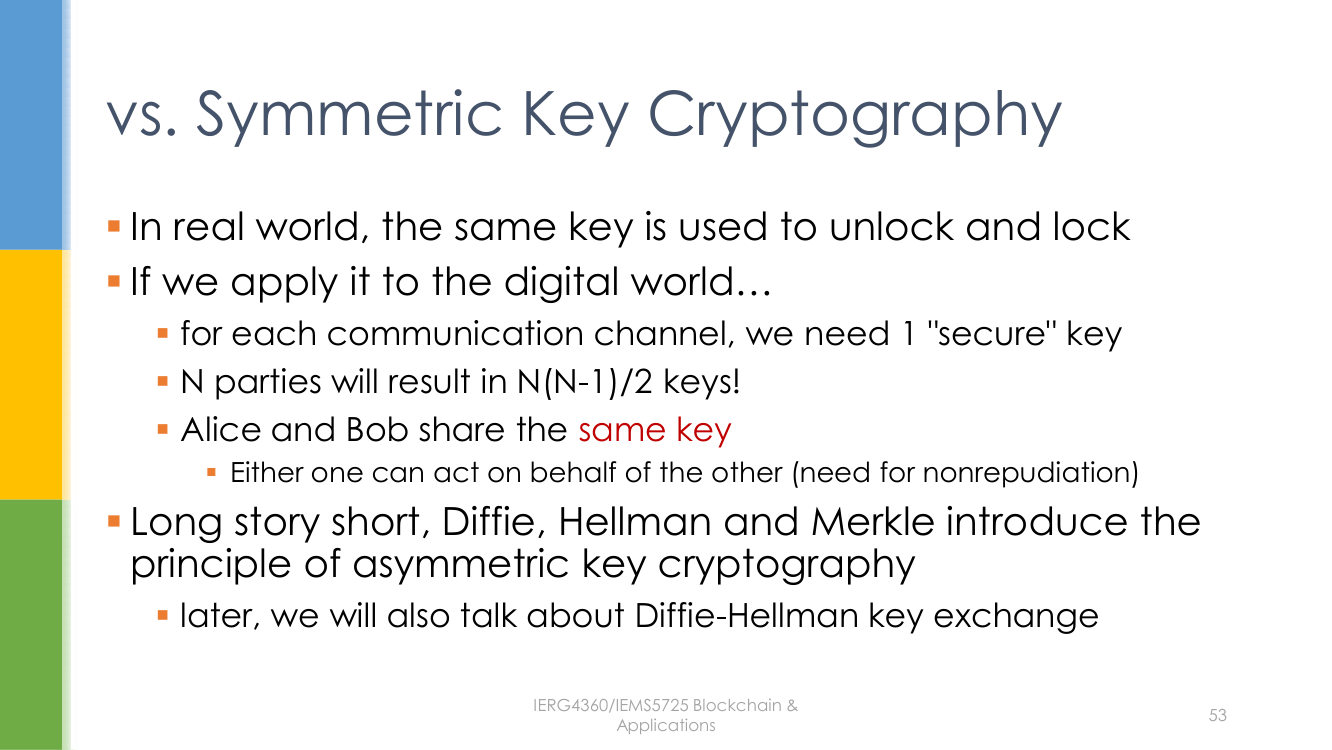 vs. Symmetric Key Cryptography
In real world, the same key is used to unlock and lock
If we apply it to the digital world…
for each communication channel, we need 1 "secure" key
N parties will result in N(N-1)/2 keys!
Alice and Bob share the same key
Either one can act on behalf of the other (need for nonrepudiation)
Long story short, Diffie, Hellman and Merkle introduce the
principle of asymmetric key cryptography
later, we will also talk about Diffie-Hellman key exchange
IERG4360/IEMS5725 Blockchain &
Applications
53